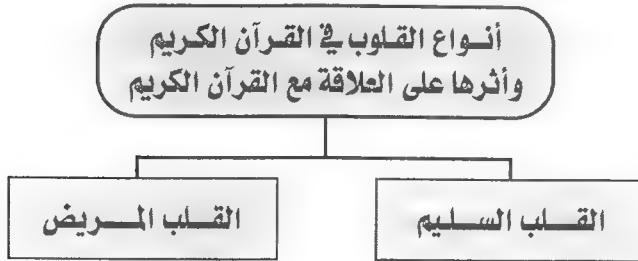 أنواع القلوب في القرآن الكريم
وأثرها على العلاقة مع القرآن الكريم
القلب السليم
القلب المريض